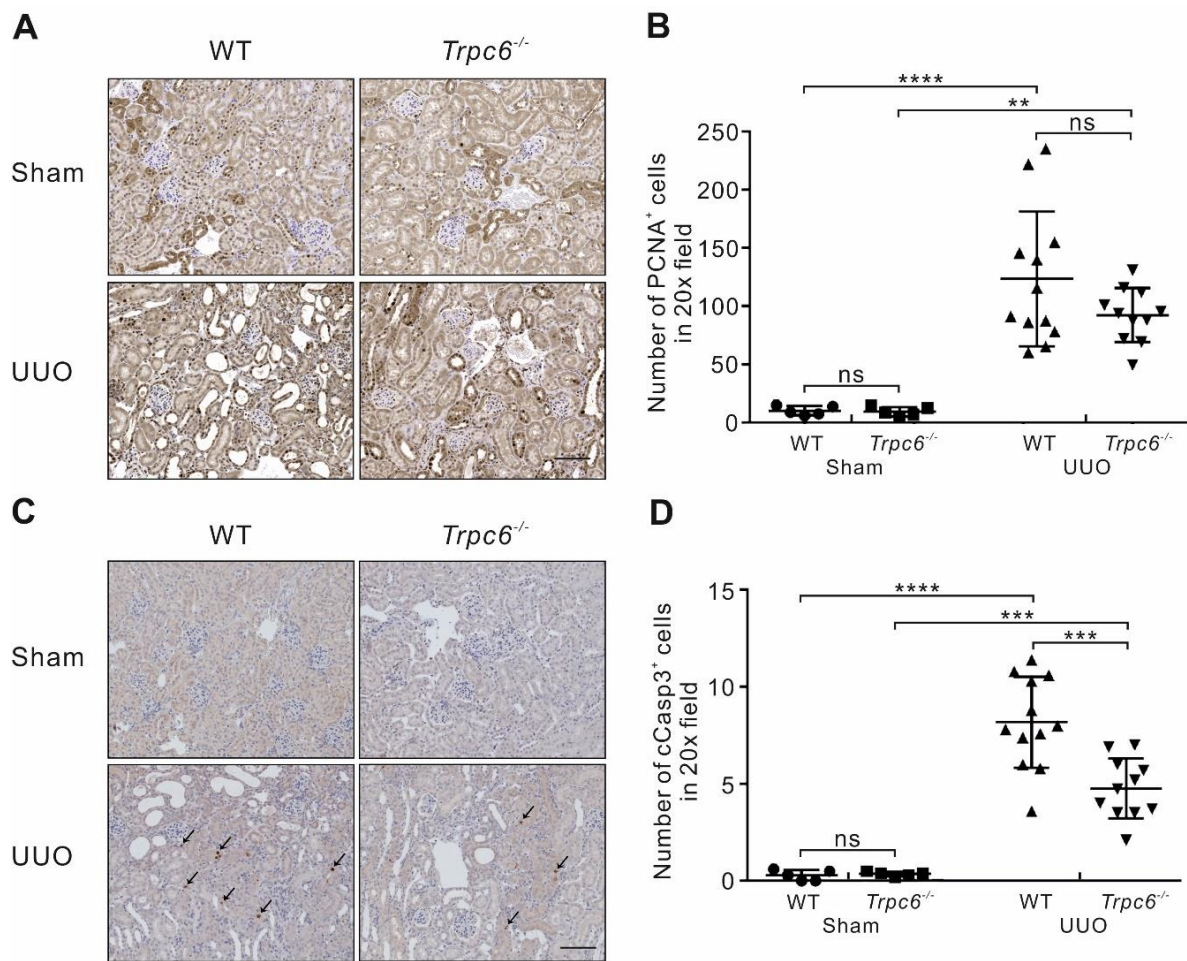 A
WT
Trpc6-/-
Sham
UUO
B
****
**
ns
250
200
150
100
50
0
Number of PCNA+ cells
in 20x field
ns
WT
Trpc6-/-
WT
Trpc6-/-
Sham
UUO
C
WT
Trpc6-/-
Sham
UUO
D
****
***
***
15
10
5
0
Number of cCasp3+ cells
in 20x field
ns
WT
Trpc6-/-
WT
Trpc6-/-
Sham
UUO